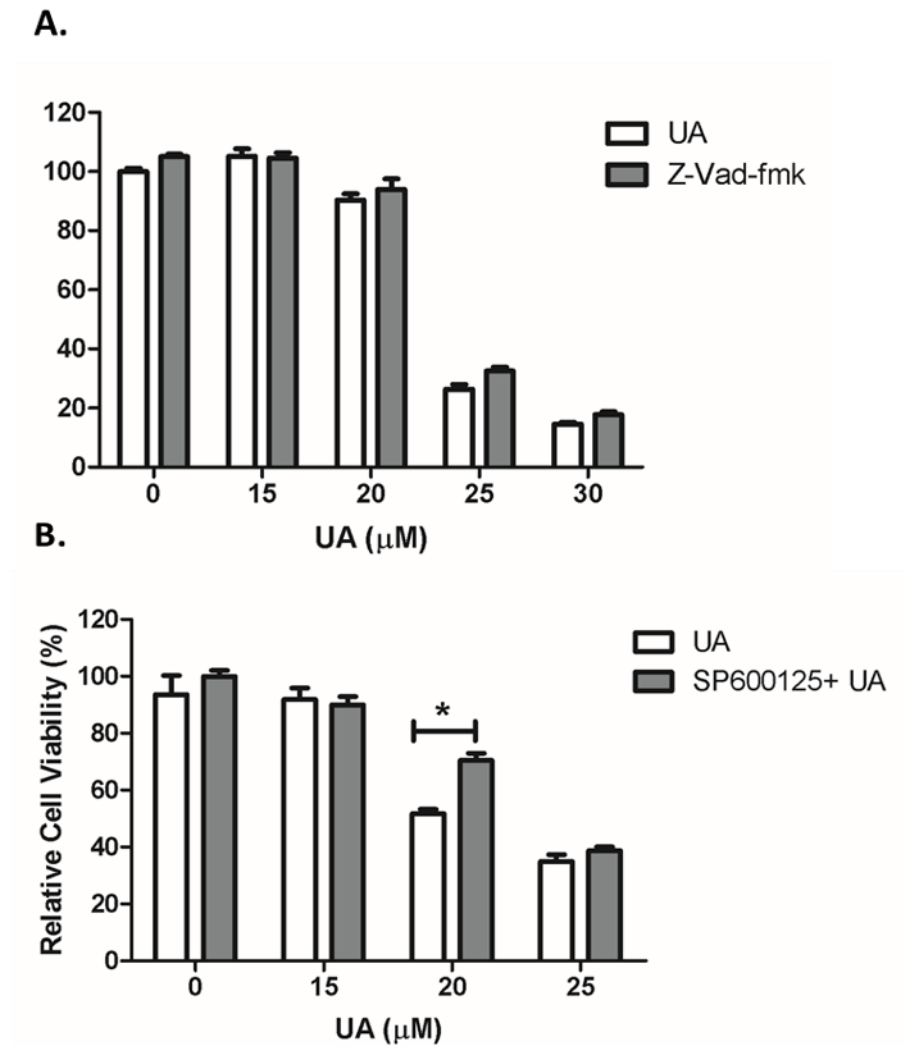 A.
120
100
80
60
40
20
0
UA
Z-Vad-fmk
0 15 20 25 30
UA (μM)
B.
Relative Cell Viability (%)
120
100
80
60
40
20
0
UA
SP600125+ UA
*
0 15 20 25
UA (μM)